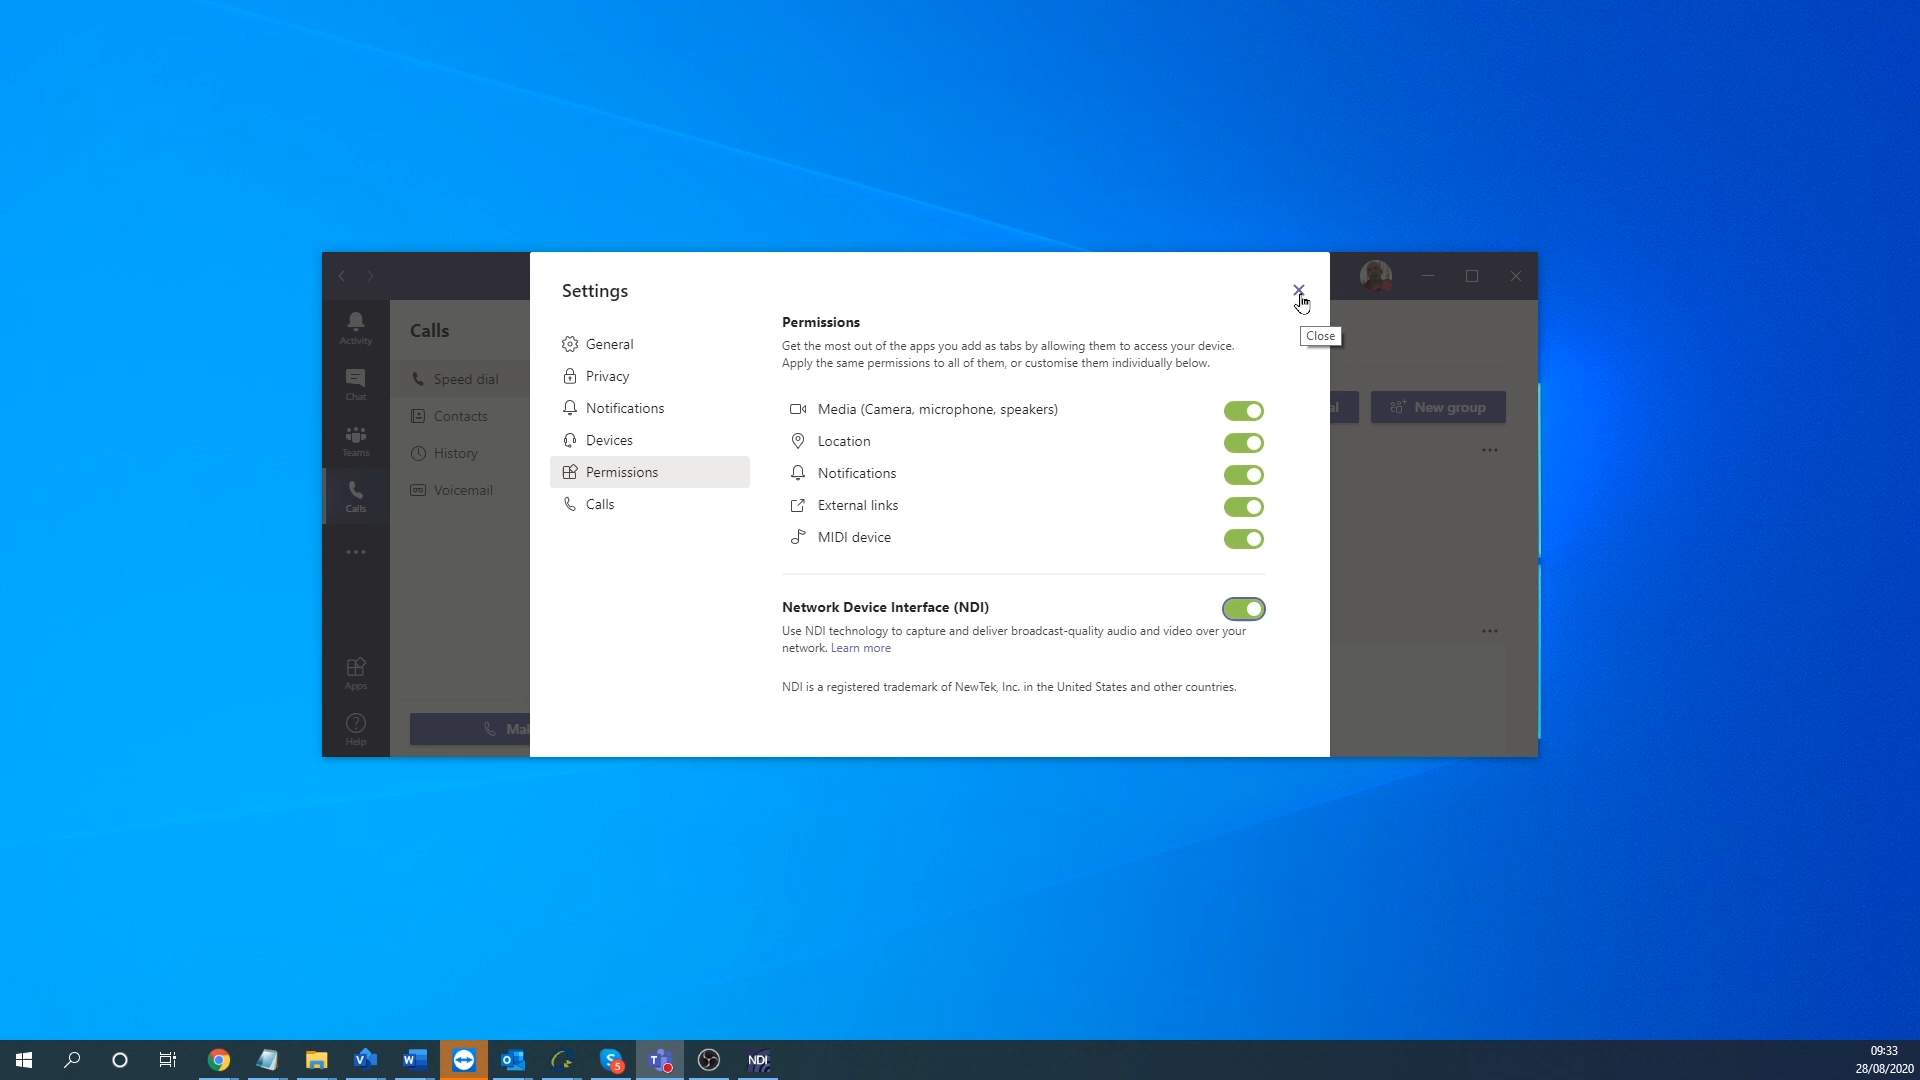 Settings
Close
Activity
Chat
Teams
Calls
Apps
Help
Calls
Speed dial
Contacts
History
Voicemail
General
Privacy
Notifications
Devices
Permissions
Calls
Permissions
Get the most out of the apps you add as tabs by allowing them to access your device.
Apply the same permissions to all of them, or customise them individually below.
Media (Camera, microphone, speakers)
Location
Notifications
External links
MIDI device
Network Device Interface (NDI)
Use NDI technology to capture and deliver broadcast-quality audio and video over your
network. Learn more
NDI is a registered trademark of NewTek, Inc. in the United States and other countries.
al
New group
Mal
V
W
S
5
T
NDI
09:33
28/08/2020